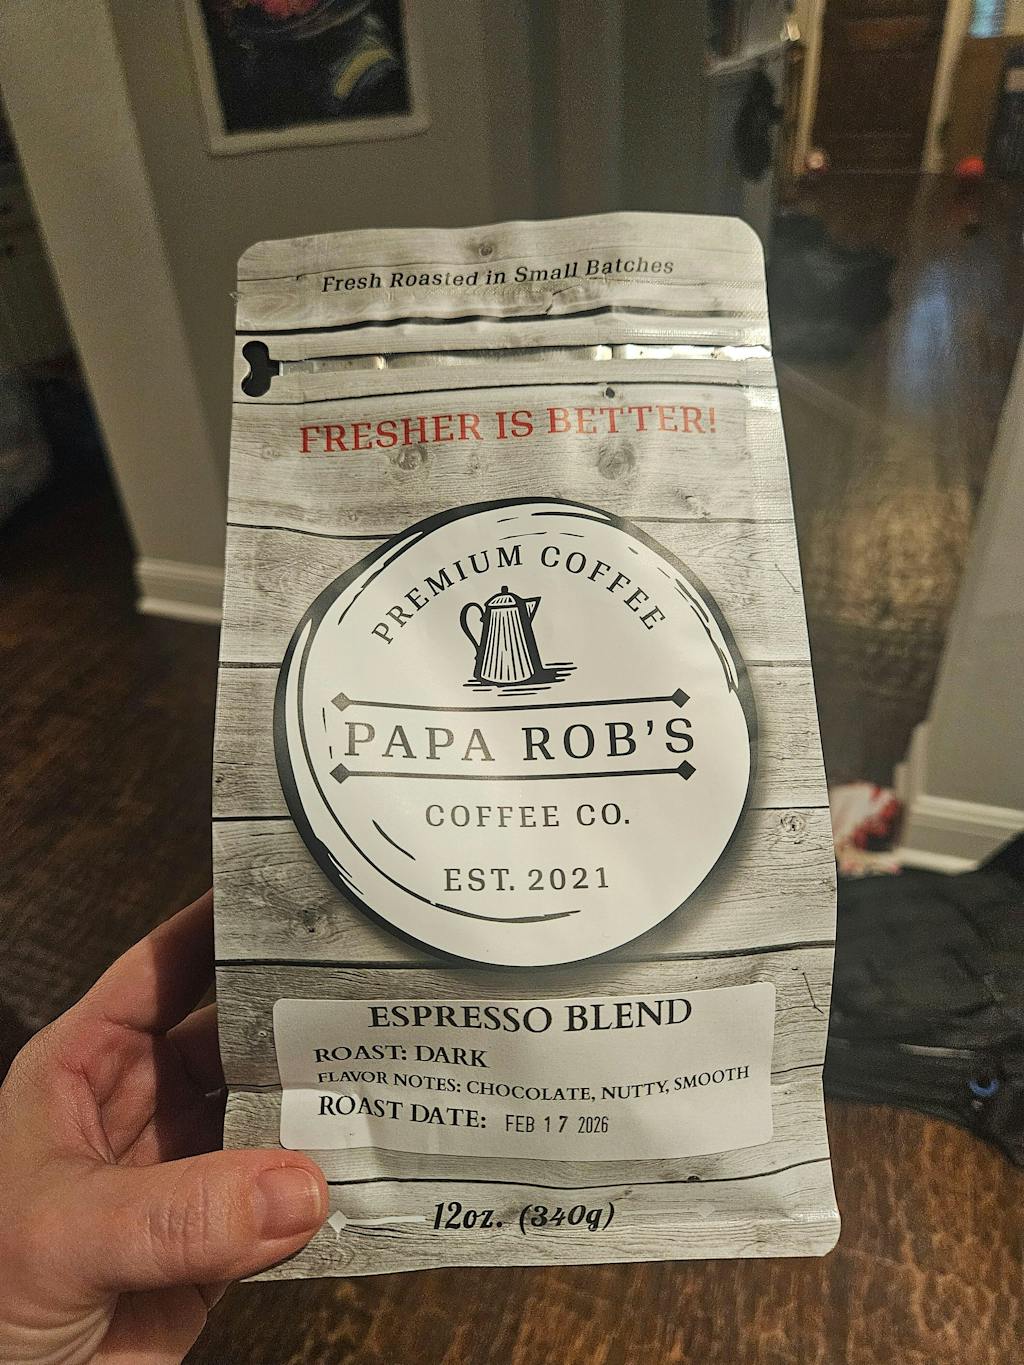 Fresh Roasted in Small Batches
FRESHER IS BETTER!
PREMIUM COFFEE
PAPA ROB'S
COFFEE CO.
EST. 2021
ESPRESSO BLEND
ROAST: DARK
FLAVOR NOTES: CHOCOLATE, NUTTY, SMOOTH
ROAST DATE: FEB 17 2026
12oz. (340g)